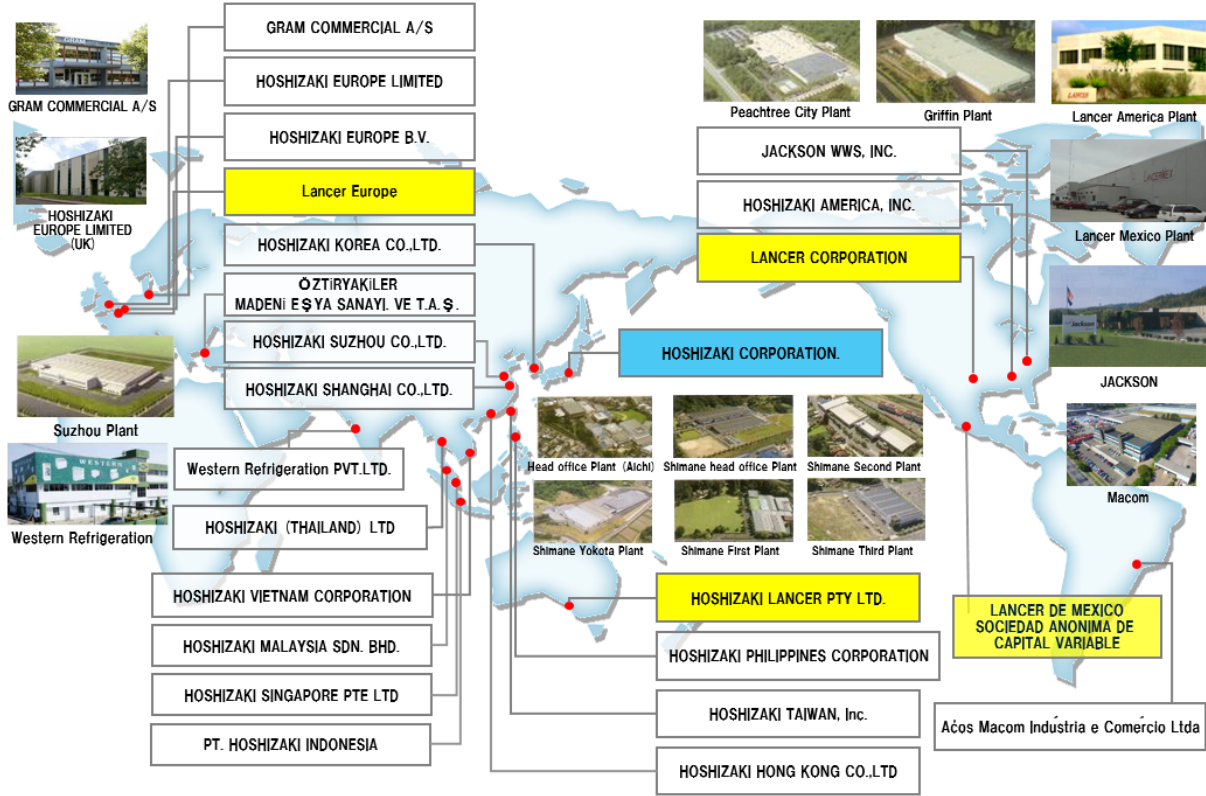 GRAM COMMERCIAL A/S
HOSHIZAKI EUROPE LIMITED
HOSHIZAKI EUROPE B.V.
Lancer Europe
HOSHIZAKI KOREA CO.,LTD.
ÖZTİRYAKİLER
MADENİ EŞYA SANAYİ. VE T.A.Ş.
HOSHIZAKI SUZHOU CO.,LTD.
HOSHIZAKI SHANGHAI CO.,LTD.
Western Refrigeration PVT.LTD.
HOSHIZAKI (THAILAND) LTD
HOSHIZAKI VIETNAM CORPORATION
HOSHIZAKI MALAYSIA SDN. BHD.
HOSHIZAKI SINGAPORE PTE LTD
PT. HOSHIZAKI INDONESIA
GRAM
GRAM COMMERCIAL A/S
HOSHIZAKI
EUROPE LIMITED
(UK)
Suzhou Plant
WESTERN
Western Refrigeration
Peachtree City Plant
Griffin Plant
LANCER
Lancer America Plant
JACKSON WWS, INC.
HOSHIZAKI AMERICA, INC.
LANCER CORPORATION
LANCERMEX
Lancer Mexico Plant
HOSHIZAKI CORPORATION.
Jackson
JACKSON
Head office Plant (Aichi)
Shimane head office Plant
Shimane Second Plant
Shimane Yokota Plant
Shimane First Plant
Shimane Third Plant
Macom
HOSHIZAKI LANCER PTY LTD.
HOSHIZAKI PHILIPPINES CORPORATION
HOSHIZAKI TAIWAN, Inc.
HOSHIZAKI HONG KONG CO.,LTD
LANCER DE MEXICO
SOCIEDAD ANONIMA DE
CAPITAL VARIABLE
Aćos Macom Indústria e Comércio Ltda